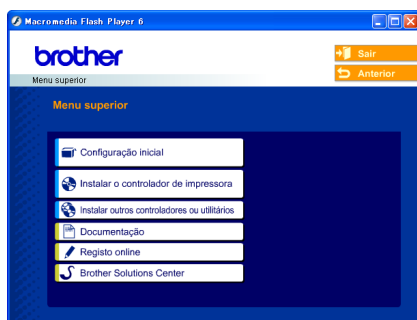 Macromedia Flash Player 6
brother
Sair
Anterior
Menu superior
Menu superior
Configuração inicial
Instalar o controlador de impressora
Instalar outros controladores ou utilitários
Documentação
Registo online
Brother Solutions Center